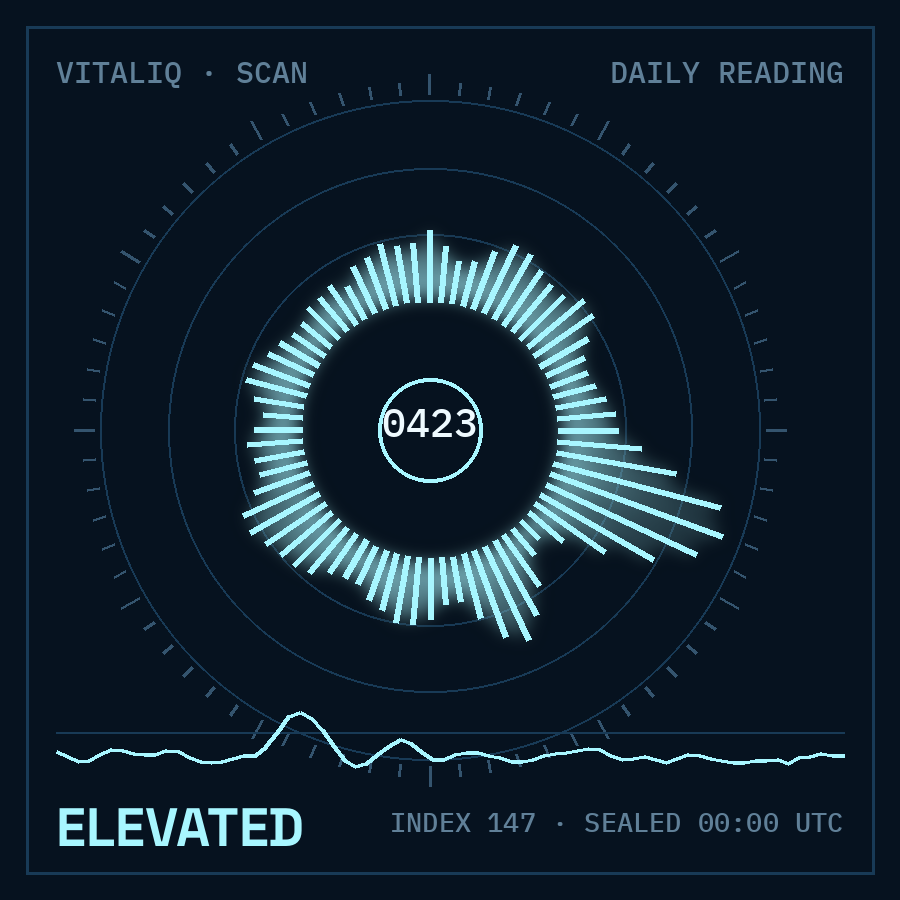 VITALIQ · SCAN
DAILY READING
0423
ELEVATED
INDEX 147 · SEALED 00:00 UTC